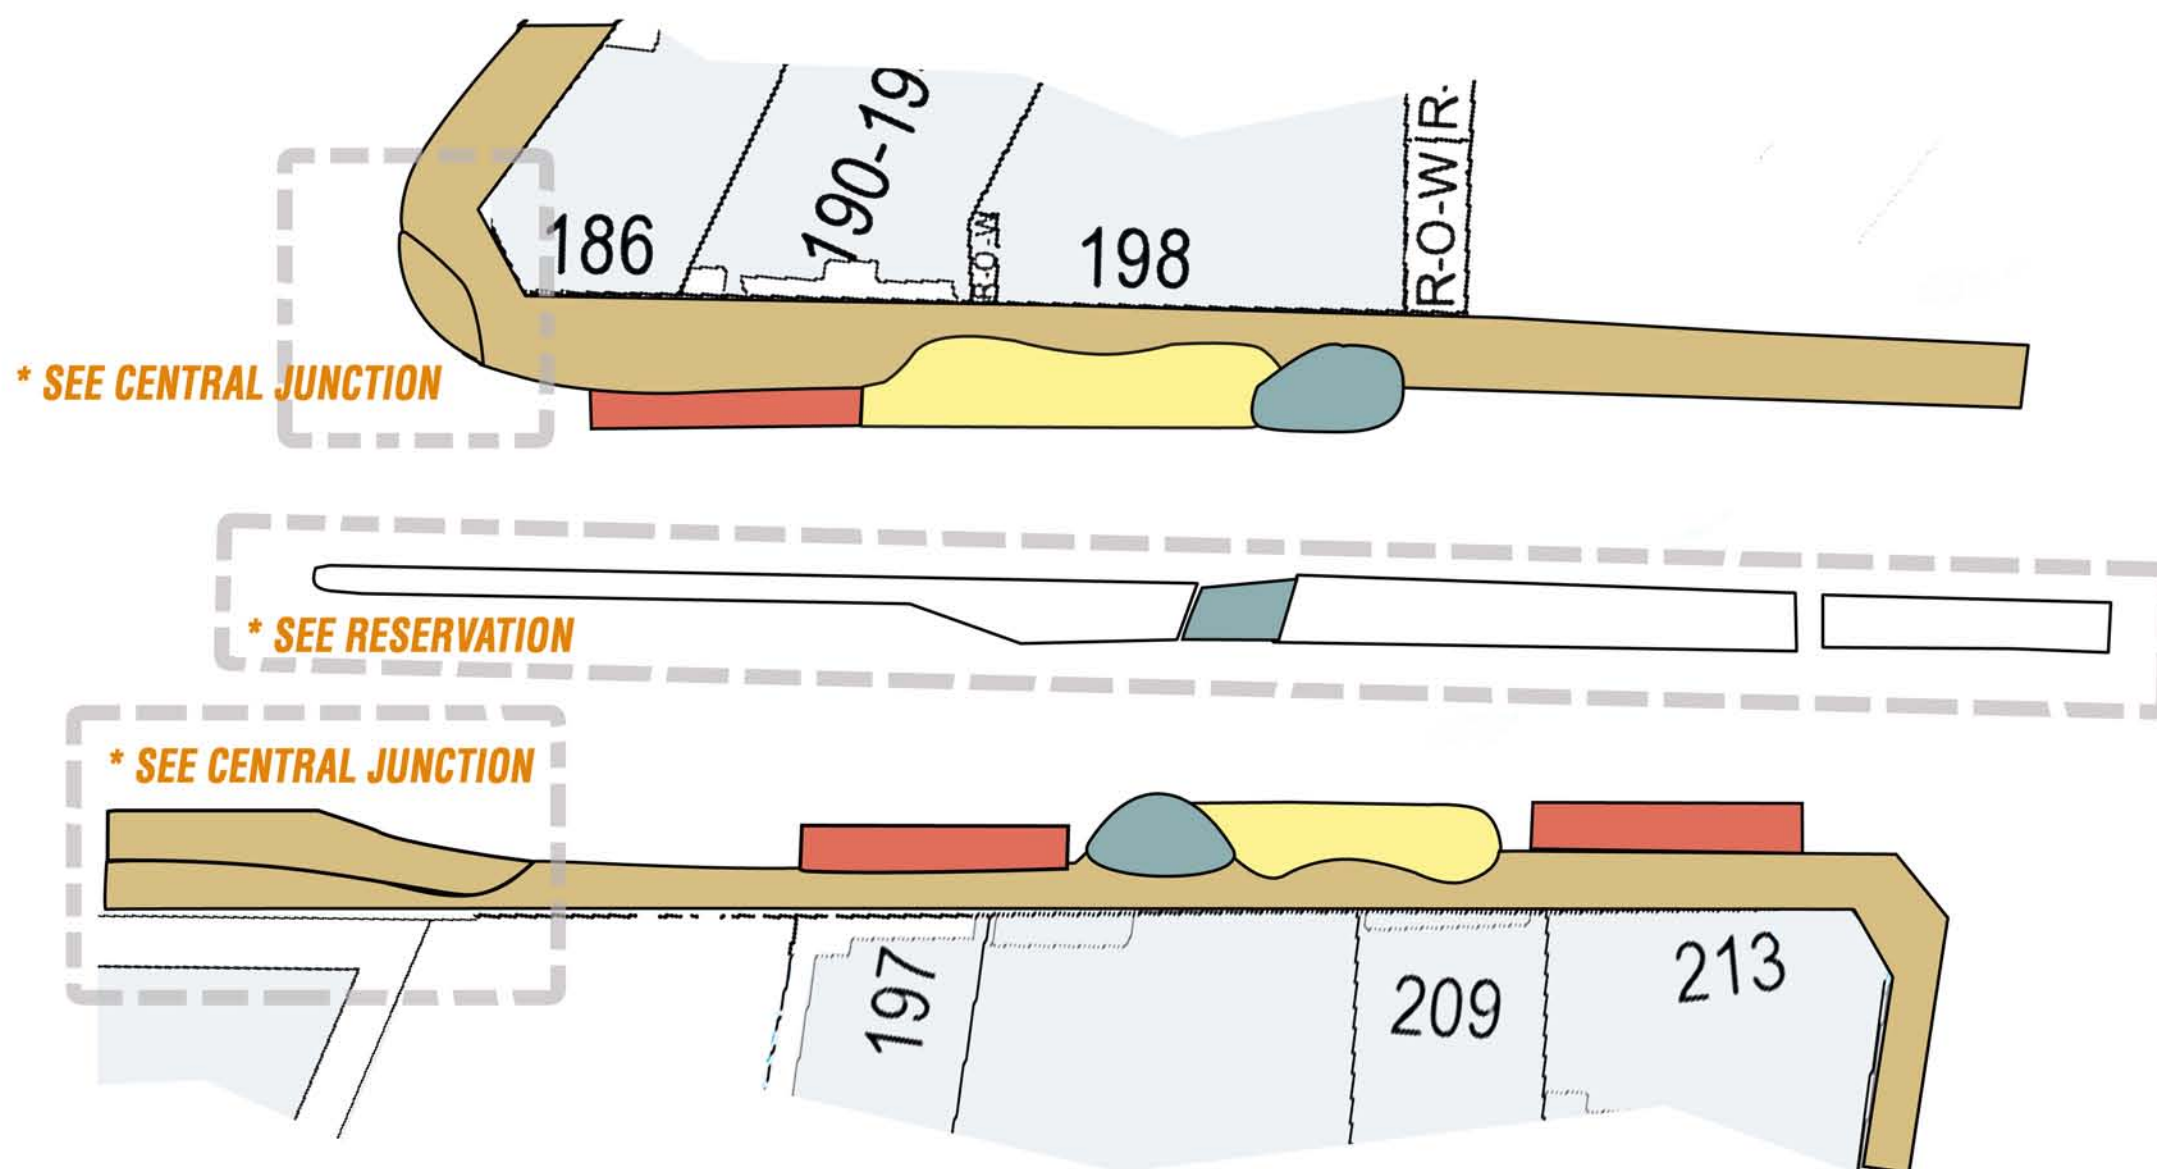 190-19
R-O-W
R-
186
R-O-W
198
* SEE CENTRAL JUNCTION
* SEE RESERVATION
* SEE CENTRAL JUNCTION
197
209
213